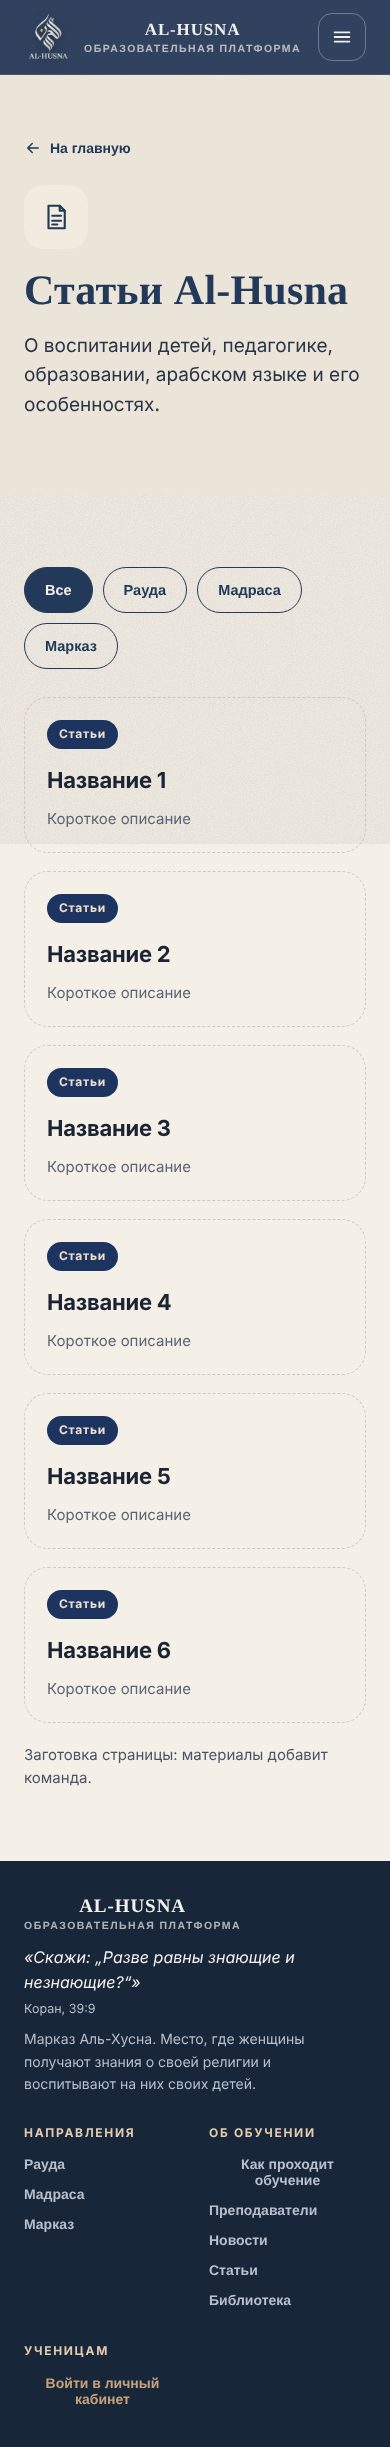 AL-HUSNA
AL-HUSNA
ОБРАЗОВАТЕЛЬНАЯ ПЛАТФОРМА
← На главную
Статьи Al-Husna
О воспитании детей, педагогике,
образовании, арабском языке и его
особенностях.
Все
Рауда
Мадраса
Марказ
Статьи
Название 1
Короткое описание
Статьи
Название 2
Короткое описание
Статьи
Название 3
Короткое описание
Статьи
Название 4
Короткое описание
Статьи
Название 5
Короткое описание
Статьи
Название 6
Короткое описание
Заготовка страницы: материалы добавит
команда.
AL-HUSNA
ОБРАЗОВАТЕЛЬНАЯ ПЛАТФОРМА
«Скажи: „Разве равны знающие и
незнающие?“»
Коран, 39:9
Марказ Аль-Хусна. Место, где женщины
получают знания о своей религии и
воспитывают на них своих детей.
НАПРАВЛЕНИЯ
Рауда
Мадраса
Марказ
ОБ ОБУЧЕНИИ
Как проходит
обучение
Преподаватели
Новости
Статьи
Библиотека
УЧЕНИЦАМ
Войти в личный
кабинет